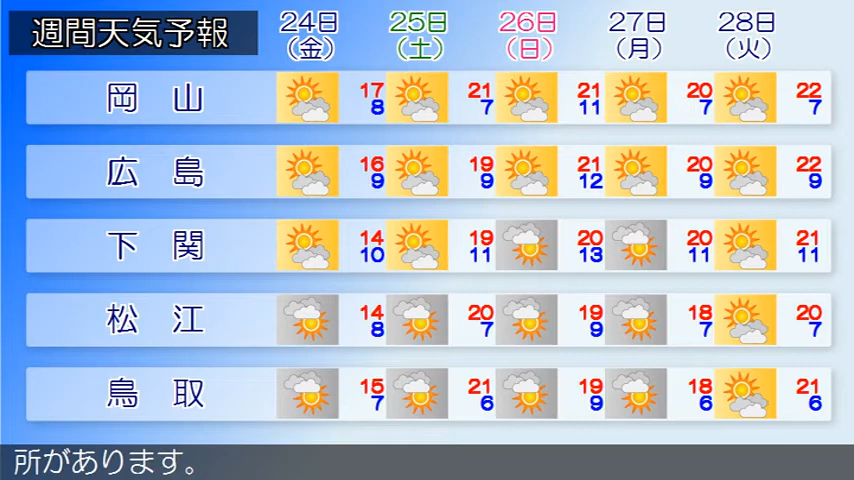 週間天気予報
24日 25日 26日 27日 28日
(金) (土) (日) (月) (火)
岡山 17 8 21 7 21 11 20 7 22 7
広島 16 9 19 9 21 12 20 9 22 9
下関 14 10 19 11 20 13 20 11 21 11
松江 14 8 20 7 19 9 18 7 20 7
鳥取 15 7 21 6 19 9 18 6 21 6
所があります。